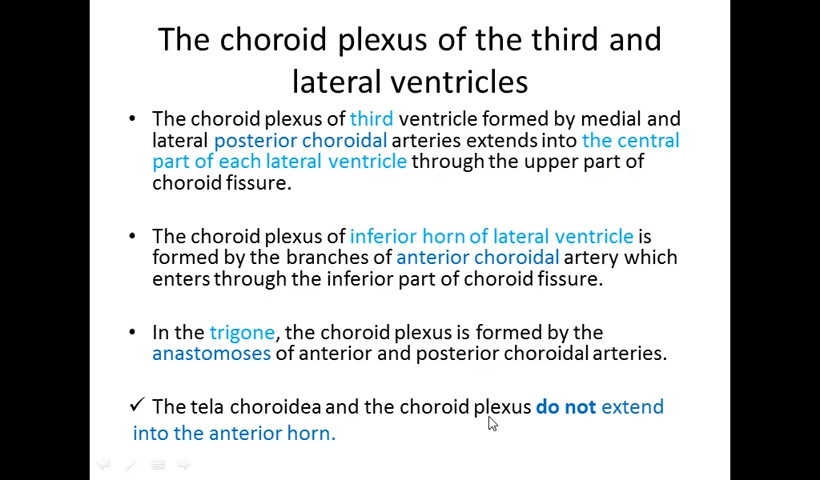 The choroid plexus of the third and
lateral ventricles
• The choroid plexus of third ventricle formed by medial and
lateral posterior choroidal arteries extends into the central
part of each lateral ventricle through the upper part of
choroid fissure.
• The choroid plexus of inferior horn of lateral ventricle is
formed by the branches of anterior choroidal artery which
enters through the inferior part of choroid fissure.
• In the trigone, the choroid plexus is formed by the
anastomoses of anterior and posterior choroidal arteries.
✓ The tela choroidea and the choroid plexus do not extend
into the anterior horn.